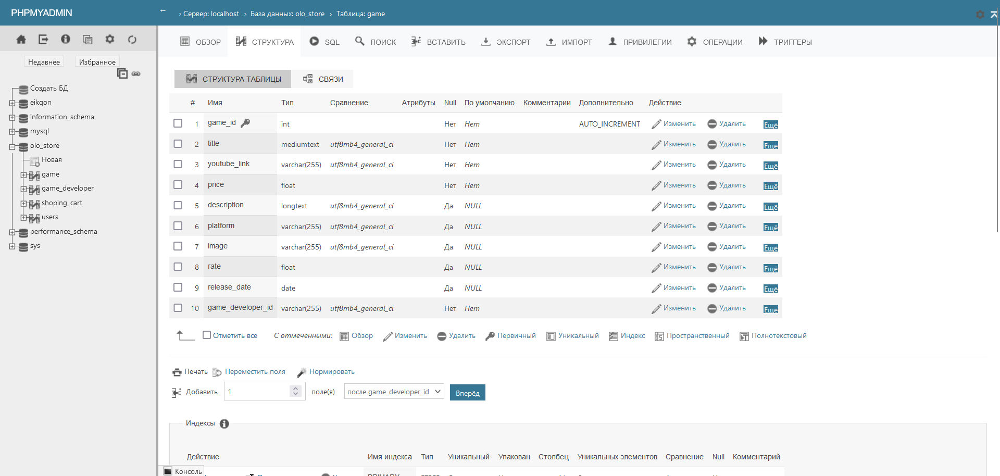 PHPMYADMIN
←
› Сервер: localhost › База данных: olo_store › Таблица: game
ОБЗОР СТРУКТУРА SQL ПОИСК ВСТАВИТЬ ЭКСПОРТ ИМПОРТ ПРИВИЛЕГИИ ОПЕРАЦИИ ТРИГГЕРЫ
Недавнее Избранное
Создать БД
eikqon
information_schema
mysql
olo_store
Новая
game
game_developer
shoping_cart
users
performance_schema
sys
СТРУКТУРА ТАБЛИЦЫ СВЯЗИ
# Имя Тип Сравнение Атрибуты Null По умолчанию Комментарии Дополнительно Действие
1 game_id int Нет Нет AUTO_INCREMENT Изменить Удалить Ещё
2 title mediumtext utf8mb4_general_ci Нет Нет Изменить Удалить Ещё
3 youtube_link varchar(255) utf8mb4_general_ci Нет Нет Изменить Удалить Ещё
4 price float Нет Нет Изменить Удалить Ещё
5 description longtext utf8mb4_general_ci Да NULL Изменить Удалить Ещё
6 platform varchar(255) utf8mb4_general_ci Да NULL Изменить Удалить Ещё
7 image varchar(255) utf8mb4_general_ci Да NULL Изменить Удалить Ещё
8 rate float Да NULL Изменить Удалить Ещё
9 release_date date Да NULL Изменить Удалить Ещё
10 game_developer_id varchar(255) utf8mb4_general_ci Нет Нет Изменить Удалить Ещё
Отметить все С отмеченными: Обзор Изменить Удалить Первичный Уникальный Индекс Пространственный Полнотекстовый
Печать Переместить поля Нормировать
Добавить 1 поле(я) после game_developer_id Вперёд
Индексы
Действие Имя индекса Тип Уникальный Упакован Столбец Уникальных элементов Сравнение Null Комментарий
Консоль